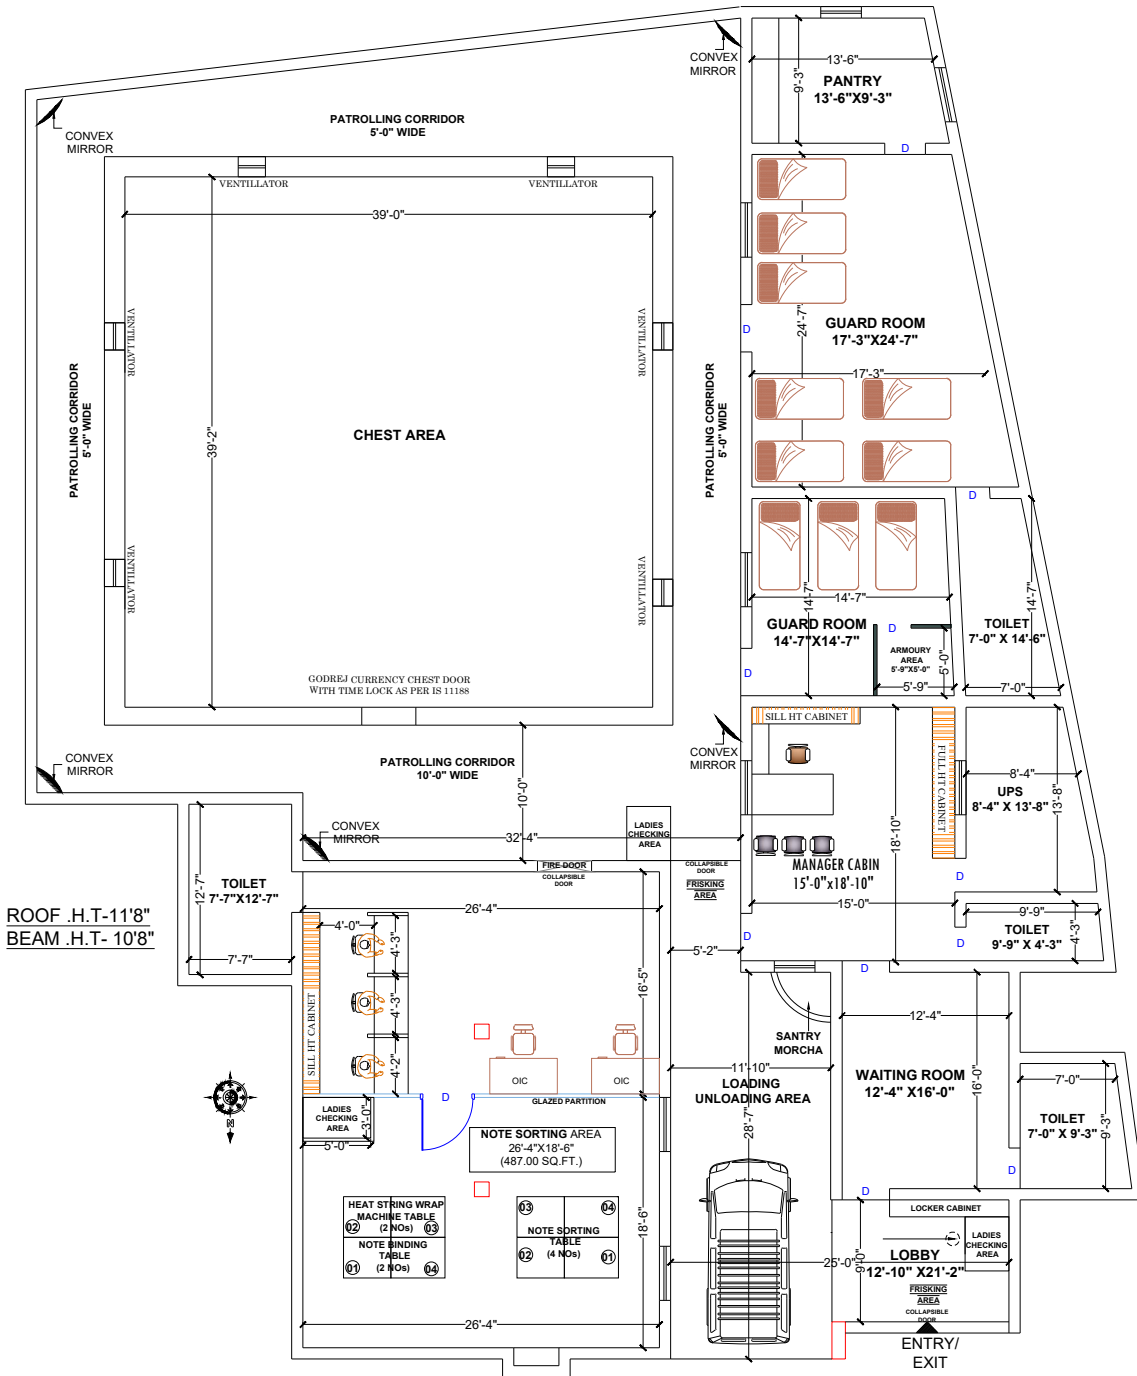 CONVEX
MIRROR
13'-6"
9'-3"
PANTRY
13'-6"X9'-3"
CONVEX
MIRROR
PATROLLING CORRIDOR
5'-0" WIDE
D
VENTILLATOR
VENTILLATOR
39'-0"
VENTILLATOR
VENTILLATOR
24'-7"
D
GUARD ROOM
17'-3"X24'-7"
17'-3"
PATROLLING CORRIDOR
5'-0" WIDE
39'-2"
CHEST AREA
PATROLLING CORRIDOR
5'-0" WIDE
D
VENTILLATOR
VENTILLATOR
14'-7"
14'-7"
14'-7"
GUARD ROOM
14'-7"X14'-7"
D
ARMOURY
AREA
5'-9"X5'-0"
5'-0"
5'-9"
TOILET
7'-0" X 14'-6"
7'-0"
D
GODREJ CURRENCY CHEST DOOR
WITH TIME LOCK AS PER IS 11188
SILL HT CABINET
FULL HT CABINET
CONVEX
MIRROR
CONVEX
MIRROR
PATROLLING CORRIDOR
10'-0" WIDE
10'-0"
8'-4"
UPS
8'-4" X 13'-8"
13'-8"
CONVEX
MIRROR
32'-4"
LADIES
CHECKING
AREA
18'-10"
MANAGER CABIN
15'-0"x18'-10"
FIRE DOOR
COLLAPSIBLE
DOOR
COLLAPSIBLE
DOOR
FRISKING
AREA
D
12'-7"
TOILET
7'-7"X12'-7"
7'-7"
ROOF .H.T-11'8"
BEAM .H.T- 10'8"
26'-4"
15'-0"
9'-9"
TOILET
9'-9" X 4'-3"
4'-3"
4'-0"
4'-3"
5'-2"
D
D
D
16'-5"
SILL HT CABINET
4'-3"
4'-2"
12'-4"
SANTRY
MORCHA
11'-10"
LOADING
UNLOADING AREA
WAITING ROOM
12'-4" X16'-0"
16'-0"
7'-0"
TOILET
7'-0" X 9'-3"
9'-3"
OIC
OIC
D
GLAZED PARTITION
N
LADIES
CHECKING
AREA
3'-0"
5'-0"
28'-7"
NOTE SORTING AREA
26'-4"X18'-6"
(487.00 SQ.FT.)
D
D
HEAT STRING WRAP
MACHINE TABLE
(2 NOs)
02
03
NOTE BINDING
TABLE
(2 NOs)
01
04
03
04
NOTE SORTING
TABLE
(4 NOs)
02
01
18'-6"
LOCKER CABINET
LADIES
CHECKING
AREA
25'-0"
9'-0"
LOBBY
12'-10" X21'-2"
FRISKING
AREA
COLLAPSIBLE
DOOR
26'-4"
ENTRY/
EXIT